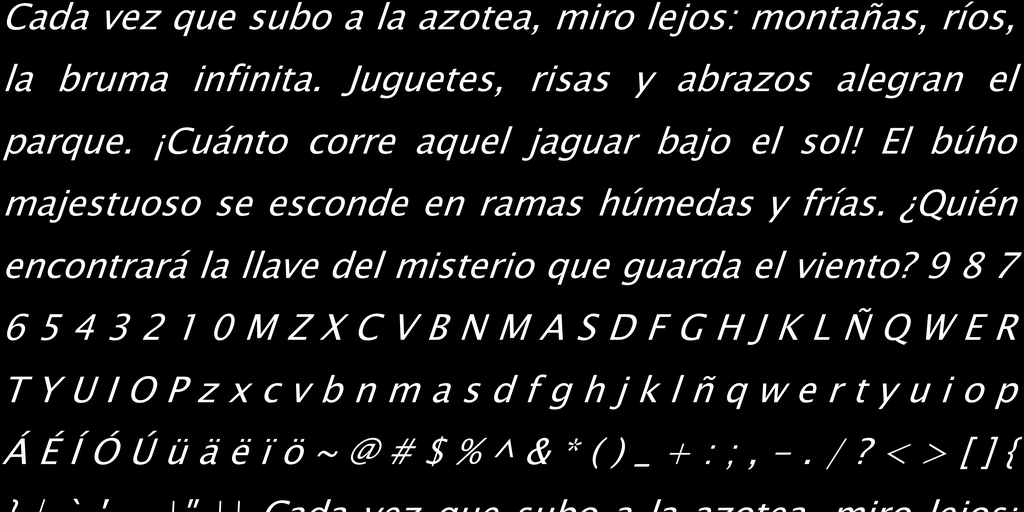 Cada vez que subo a la azotea, miro lejos: montañas, ríos,
la bruma infinita. Juguetes, risas y abrazos alegran el
parque. ¡Cuánto corre aquel jaguar bajo el sol! El búho
majestuoso se esconde en ramas húmedas y frías. ¿Quién
encontrará la llave del misterio que guarda el viento? 9 8 7
6 5 4 3 2 1 0 M Z X C V B N M A S D F G H J K L Ñ Q W E R
T Y U I O P z x c v b n m a s d f g h j k l ñ q w e r t y u i o p
Á É Í Ó Ú ü ä ë ï ö ~ @ # $ % ^ & * ( ) _ + : ; , - . / ? < > [ ] {
Cada vez que subo a la azotea, miro lejos: